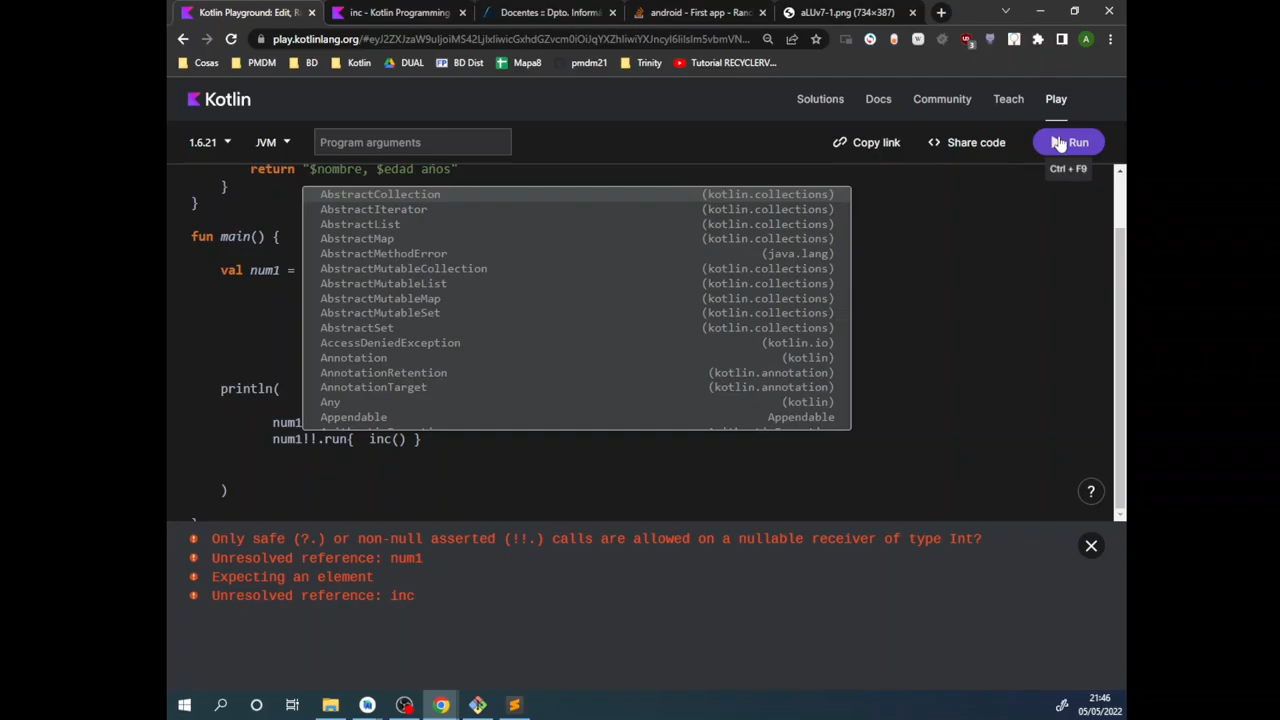 Kotlin Playground: Edit, R
inc - Kotlin Programming
Docentes :: Dpto. Informá
android - First app - Rand
aLUv7-1.png (734×387)
play.kotlinlang.org/
Cosas
PMDM
BD
Kotlin
DUAL
BD Dist
Mapa8
pmdm21
Trinity
Tutorial RECYCLERV...
Kotlin
Solutions
Docs
Community
Teach
Play
1.6.21
JVM
Program arguments
Copy link
Share code
Run
Ctrl + F9
return "$nombre, $edad años"
}
}
fun main() {
val num1 =
AbstractCollection (kotlin.collections)
AbstractIterator (kotlin.collections)
AbstractList (kotlin.collections)
AbstractMap (kotlin.collections)
AbstractMethodError (java.lang)
AbstractMutableCollection (kotlin.collections)
AbstractMutableList (kotlin.collections)
AbstractMutableMap (kotlin.collections)
AbstractMutableSet (kotlin.collections)
AbstractSet (kotlin.collections)
AccessDeniedException (kotlin.io)
Annotation (kotlin)
AnnotationRetention (kotlin.annotation)
AnnotationTarget (kotlin.annotation)
Any (kotlin)
Appendable Appendable
println(
num1
num1!!.run{ inc() }
)
?
Only safe (?.) or non-null asserted (!!.) calls are allowed on a nullable receiver of type Int?
Unresolved reference: num1
Expecting an element
Unresolved reference: inc
21:46
05/05/2022